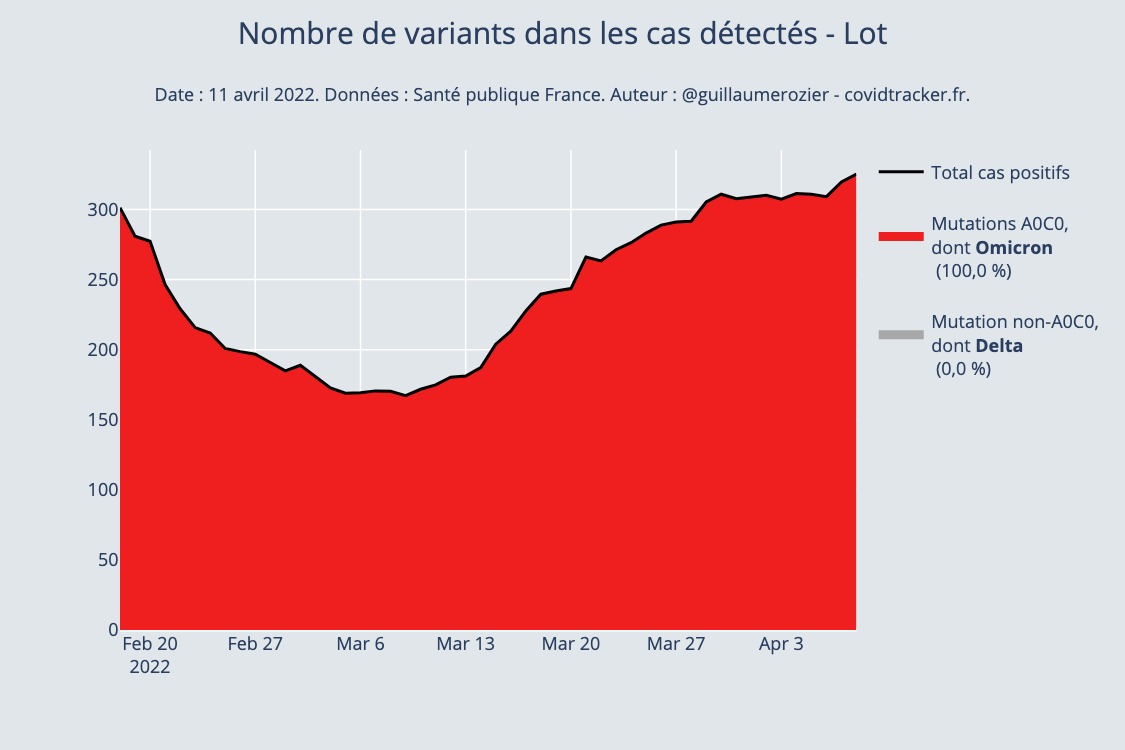 Nombre de variants dans les cas détectés - Lot
Date : 11 avril 2022. Données : Santé publique France. Auteur : @guillaumerozier - covidtracker.fr.
Total cas positifs
Mutations A0C0,
dont Omicron
(100,0 %)
Mutation non-A0C0,
dont Delta
(0,0 %)
300
250
200
150
100
50
0
Feb 20
2022
Feb 27
Mar 6
Mar 13
Mar 20
Mar 27
Apr 3